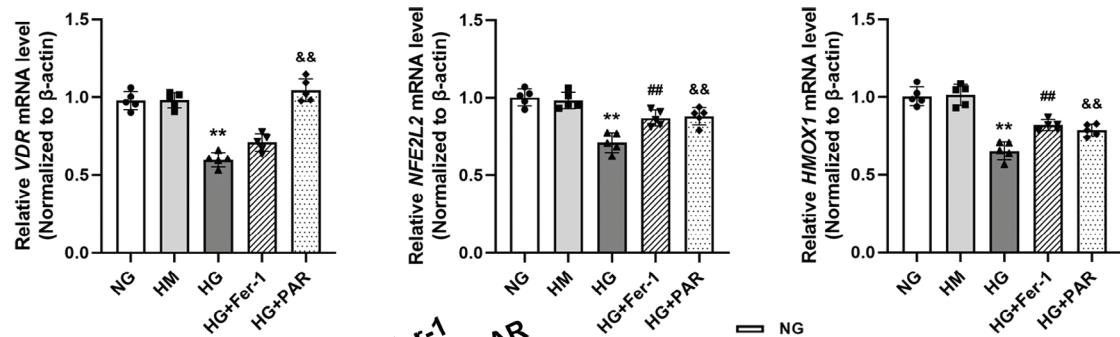 Relative VDR mRNA level
(Normalized to β-actin)
1.5
1.0
0.5
0.0
**
&&
NG
HM
HG
HG+Fer-1
HG+PAR
Relative NFE2L2 mRNA level
(Normalized to β-actin)
1.5
1.0
0.5
0.0
**
##
&&
NG
HM
HG
HG+Fer-1
HG+PAR
Relative HMOX1 mRNA level
(Normalized to β-actin)
1.5
1.0
0.5
0.0
**
##
&&
NG
HM
HG
HG+Fer-1
HG+PAR
NG